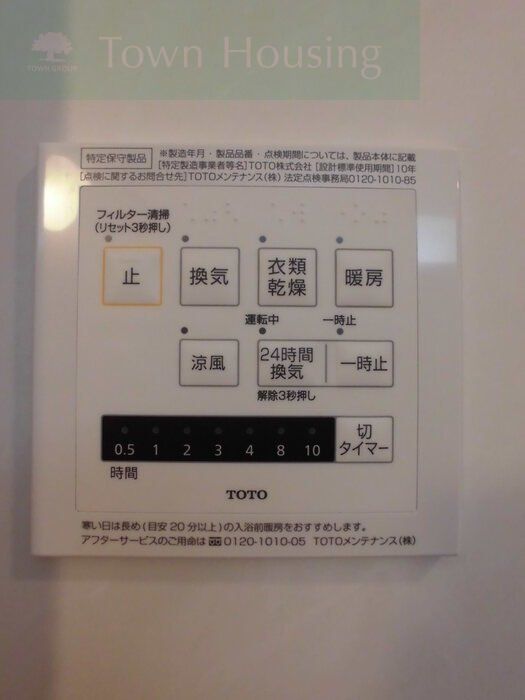 Town Housing
TOWN GROUP
特定保守製品
※製造年月・製品品番・点検期間については、製品本体に記載
[特定製造事業者等名]TOTO株式会社 [設計標準使用期間]10年
[点検に関するお問合せ先]TOTOメンテナンス(株) 法定点検事務局0120-1010-85
フィルター清掃
(リセット3秒押し)
止
換気
衣類
乾燥
暖房
運転中
一時止
涼風
24時間
換気
一時止
解除3秒押し
0.5 1 2 3 4 8 10
切
タイマー
時間
TOTO
寒い日は長め(目安20分以上)の入浴前暖房をおすすめします。
アフターサービスのご用命は 0120-1010-05 TOTOメンテナンス(株)